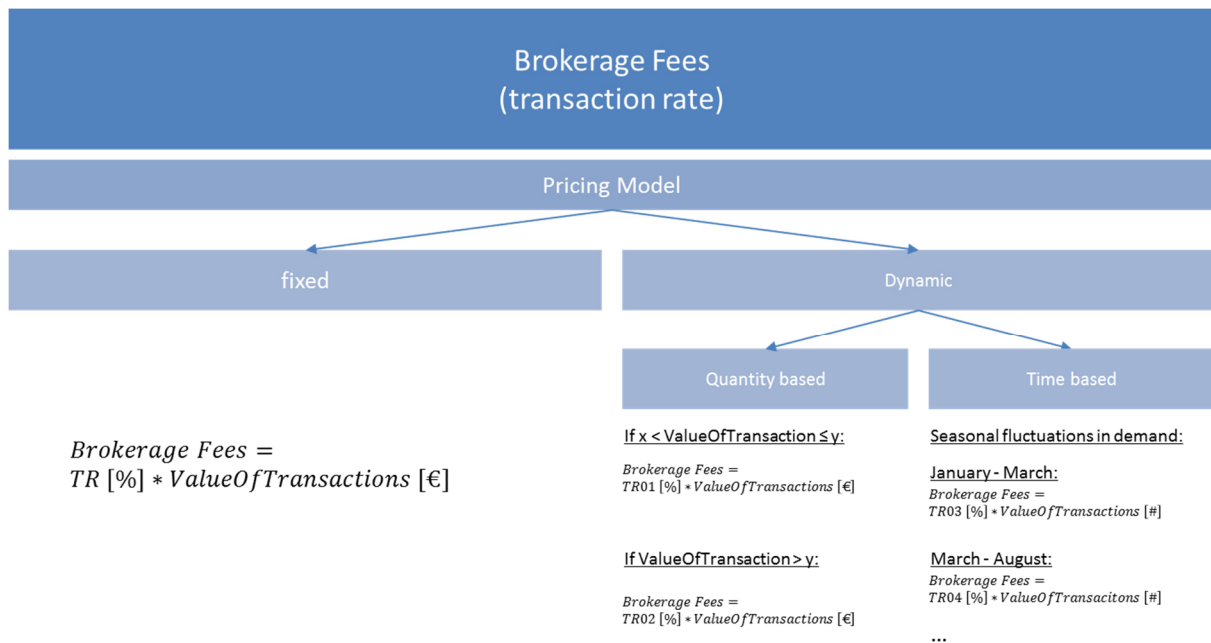 Brokerage Fees
(transaction rate)
Pricing Model
fixed
Dynamic
Quantity based
Time based
Brokerage Fees =
TR [%] * ValueOfTransactions [€]
If x < ValueOfTransaction ≤ y:
Brokerage Fees =
TR01 [%] * ValueOfTransactions [€]
If ValueOfTransaction > y:
Brokerage Fees =
TR02 [%] * ValueOfTransactions [€]
Seasonal fluctuations in demand:
January - March:
Brokerage Fees =
TR03 [%] * ValueOfTransactions [#]
March - August:
Brokerage Fees =
TR04 [%] * ValueOfTransacitons [#]
...